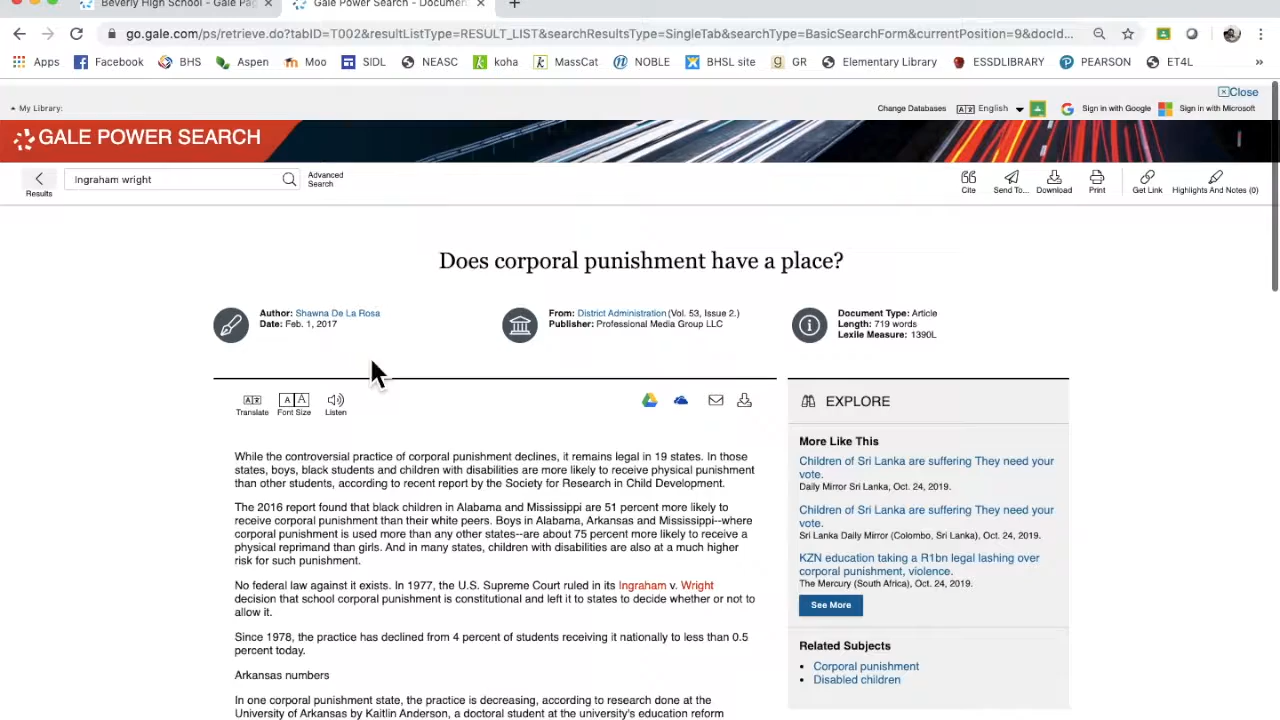 Beverly High School - Gale Pag
Gale Power Search - Documen
go.gale.com/ps/retrieve.do?tabID=T002&resultListType=RESULT_LIST&searchResultsType=SingleTab&searchType=BasicSearchForm&currentPosition=9&docId...
Apps Facebook BHS Aspen Moo SIDL NEASC koha MassCat NOBLE BHSL site GR Elementary Library ESSDLIBRARY PEARSON ET4L »
Close
My Library: Change Databases English Sign in with Google Sign in with Microsoft
GALE POWER SEARCH
Results
Ingraham wright
Advanced
Search
Cite Send To... Download Print Get Link Highlights And Notes (0)
Does corporal punishment have a place?
Author: Shawna De La Rosa
Date: Feb. 1, 2017
From: District Administration (Vol. 53, Issue 2.)
Publisher: Professional Media Group LLC
Document Type: Article
Length: 719 words
Lexile Measure: 1390L
Translate Font Size Listen
While the controversial practice of corporal punishment declines, it remains legal in 19 states. In those
states, boys, black students and children with disabilities are more likely to receive physical punishment
than other students, according to recent report by the Society for Research in Child Development.
The 2016 report found that black children in Alabama and Mississippi are 51 percent more likely to
receive corporal punishment than their white peers. Boys in Alabama, Arkansas and Mississippi--where
corporal punishment is used more than any other states--are about 75 percent more likely to receive a
physical reprimand than girls. And in many states, children with disabilities are also at a much higher
risk for such punishment.
No federal law against it exists. In 1977, the U.S. Supreme Court ruled in its Ingraham v. Wright
decision that school corporal punishment is constitutional and left it to states to decide whether or not to
allow it.
Since 1978, the practice has declined from 4 percent of students receiving it nationally to less than 0.5
percent today.
Arkansas numbers
In one corporal punishment state, the practice is decreasing, according to research done at the
University of Arkansas by Kaitlin Anderson, a doctoral student at the university's education reform
EXPLORE
More Like This
Children of Sri Lanka are suffering They need your
vote.
Daily Mirror Sri Lanka, Oct. 24, 2019.
Children of Sri Lanka are suffering They need your
vote.
Sri Lanka Daily Mirror (Colombo, Sri Lanka), Oct. 24, 2019.
KZN education taking a R1bn legal lashing over
corporal punishment, violence.
The Mercury (South Africa), Oct. 24, 2019.
See More
Related Subjects
• Corporal punishment
• Disabled children